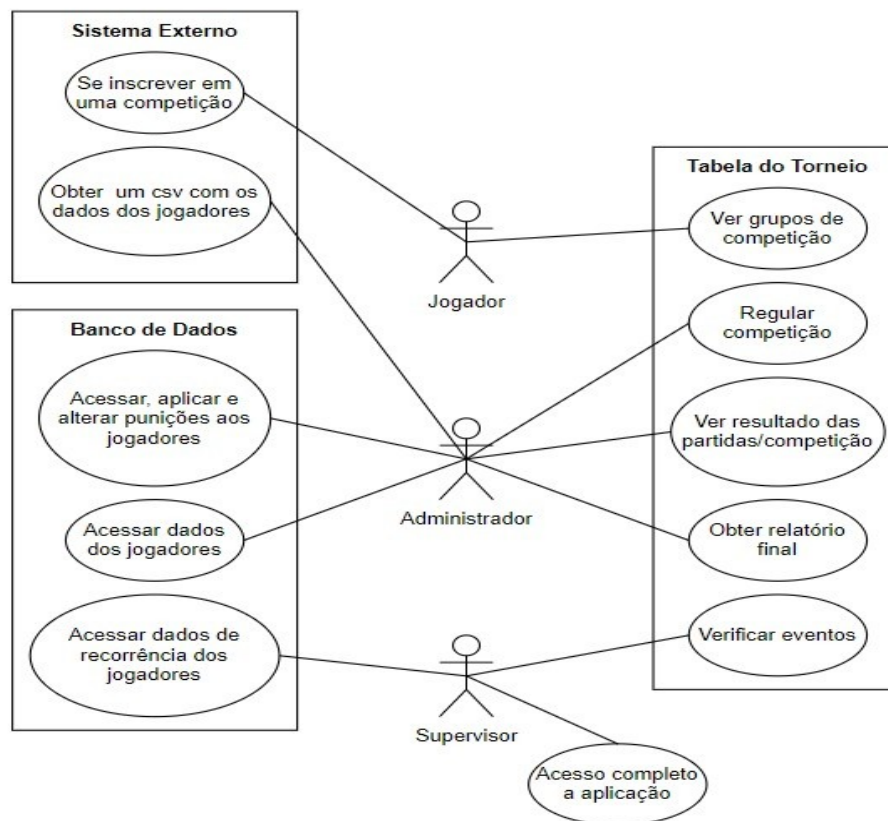 Sistema Externo
Se inscrever em
uma competição
Obter um csv com os
dados dos jogadores
Jogador
Tabela do Torneio
Ver grupos de
competição
Regular
competição
Ver resultado das
partidas/competição
Obter relatório
final
Verificar eventos
Banco de Dados
Acessar, aplicar e
alterar punições aos
jogadores
Acessar dados
dos jogadores
Acessar dados de
recorrência dos
jogadores
Administrador
Supervisor
Acesso completo
a aplicação